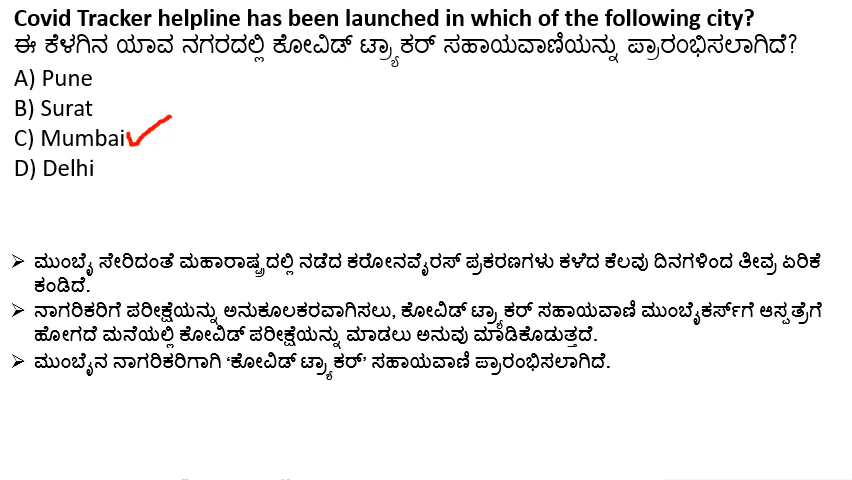 Covid Tracker helpline has been launched in which of the following city?
ಈ ಕೆಳಗಿನ ಯಾವ ನಗರದಲ್ಲಿ ಕೋವಿಡ್ ಟ್ರ್ಯಾಕರ್ ಸಹಾಯವಾಣಿಯನ್ನು ಪ್ರಾರಂಭಿಸಲಾಗಿದೆ?
A) Pune
B) Surat
C) Mumbai
D) Delhi
➢ ಮುಂಬೈ ಸೇರಿದಂತೆ ಮಹಾರಾಷ್ಟ್ರದಲ್ಲಿ ನಡೆದ ಕರೋನವೈರಸ್ ಪ್ರಕರಣಗಳು ಕಳೆದ ಕೆಲವು ದಿನಗಳಿಂದ ತೀವ್ರ ಏರಿಕೆ
ಕಂಡಿದೆ.
➢ ನಾಗರಿಕರಿಗೆ ಪರೀಕ್ಷೆಯನ್ನು ಅನುಕೂಲಕರವಾಗಿಸಲು, ಕೋವಿಡ್ ಟ್ರ್ಯಾಕರ್ ಸಹಾಯವಾಣಿ ಮುಂಬೈಕರ್ಸ್‌ಗೆ ಆಸ್ಪತ್ರೆಗೆ
ಹೋಗದೆ ಮನೆಯಲ್ಲಿ ಕೋವಿಡ್ ಪರೀಕ್ಷೆಯನ್ನು ಮಾಡಲು ಅನುವು ಮಾಡಿಕೊಡುತ್ತದೆ.
➢ ಮುಂಬೈನ ನಾಗರಿಕರಿಗಾಗಿ ‘ಕೋವಿಡ್ ಟ್ರ್ಯಾಕರ್’ ಸಹಾಯವಾಣಿ ಪ್ರಾರಂಭಿಸಲಾಗಿದೆ.